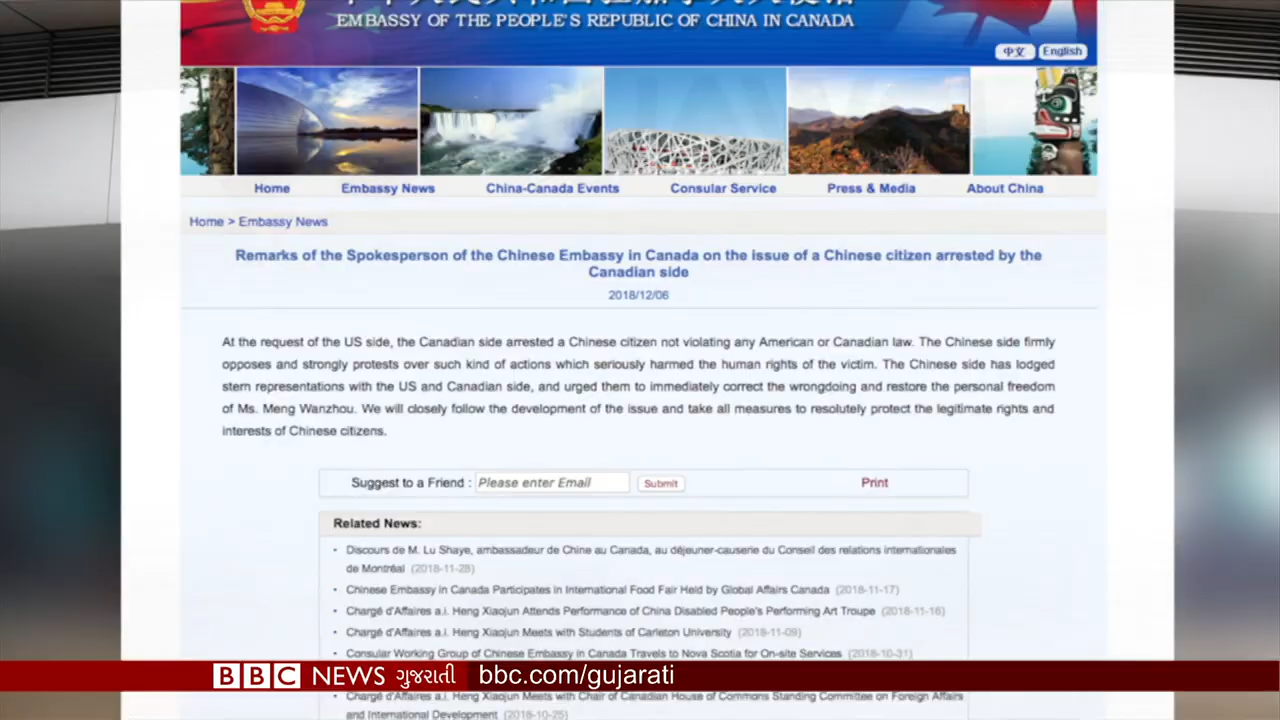 EMBASSY OF THE PEOPLE'S REPUBLIC OF CHINA IN CANADA
中文 English
Home Embassy News China-Canada Events Consular Service Press & Media About China
Home > Embassy News
Remarks of the Spokesperson of the Chinese Embassy in Canada on the issue of a Chinese citizen arrested by the
Canadian side
2018/12/06
At the request of the US side, the Canadian side arrested a Chinese citizen not violating any American or Canadian law. The Chinese side firmly
opposes and strongly protests over such kind of actions which seriously harmed the human rights of the victim. The Chinese side has lodged
stern representations with the US and Canadian side, and urged them to immediately correct the wrongdoing and restore the personal freedom
of Ms. Meng Wanzhou. We will closely follow the development of the issue and take all measures to resolutely protect the legitimate rights and
interests of Chinese citizens.
Suggest to a Friend : Please enter Email Submit Print
Related News:
• Discours de M. Lu Shaye, ambassadeur de Chine au Canada, au déjeuner-causerie du Conseil des relations internationales
de Montréal (2018-11-28)
• Chinese Embassy in Canada Participates in International Food Fair Held by Global Affairs Canada (2018-11-17)
• Chargé d'Affaires a.i. Heng Xiaojun Attends Performance of China Disabled People's Performing Art Troupe (2018-11-16)
• Chargé d'Affaires a.i. Heng Xiaojun Meets with Students of Carleton University (2018-11-09)
• Consular Working Group of Chinese Embassy in Canada Travels to Nova Scotia for On-site Services (2018-10-31)
BBC NEWS ગુજરાતી bbc.com/gujarati
Chargé d'Affaires a.i. Heng Xiaojun Meets with Chair of Canadian House of Commons Standing Committee on Foreign Affairs
and International Development (2018-10-25)